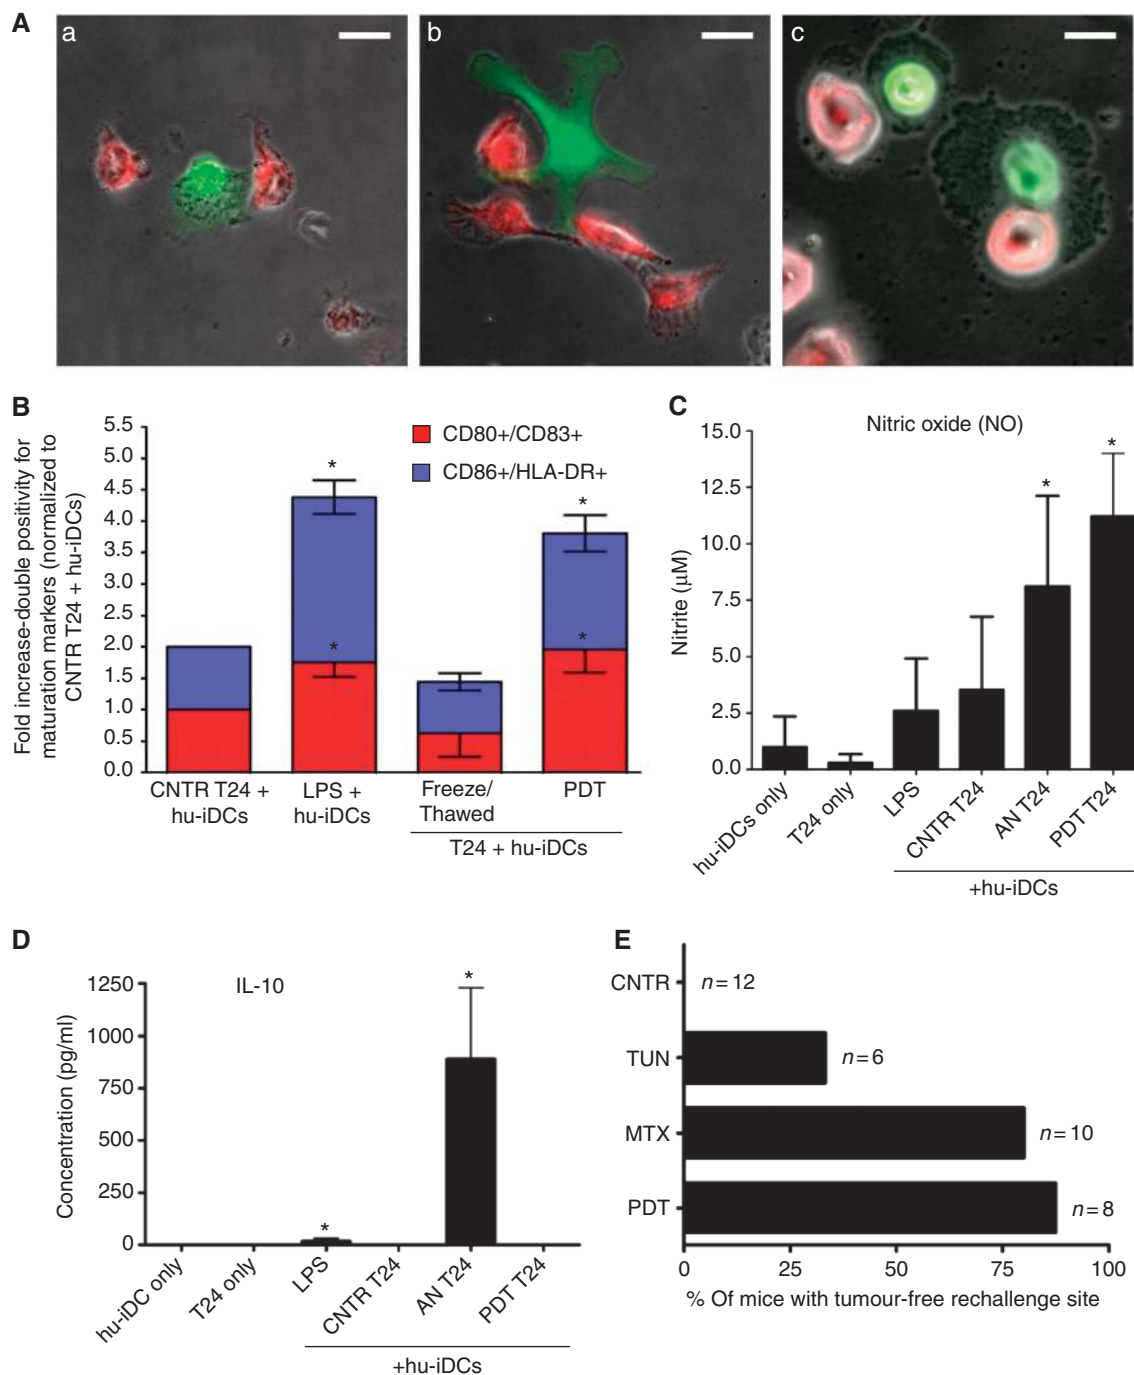 A
a
b
c
B
Fold increase-double positivity for
maturation markers (normalized to
CNTR T24 + hu-iDCs)
5.5
5.0
4.5
4.0
3.5
3.0
2.5
2.0
1.5
1.0
0.5
0.0
CD80+/CD83+
CD86+/HLA-DR+
*
*
*
*
CNTR T24 +
hu-iDCs
LPS +
hu-iDCs
Freeze/
Thawed
PDT
T24 + hu-iDCs
C
Nitric oxide (NO)
Nitrite (μM)
15.0
12.5
10.0
7.5
5.0
2.5
0.0
*
*
hu-iDCs only
T24 only
LPS
CNTR T24
AN T24
PDT T24
+hu-iDCs
D
IL-10
Concentration (pg/ml)
1250
1000
750
500
250
0
*
*
hu-iDC only
T24 only
LPS
CNTR T24
AN T24
PDT T24
+hu-iDCs
E
CNTR
n=12
TUN
n=6
MTX
n=10
PDT
n=8
0
25
50
75
100
% Of mice with tumour-free rechallenge site